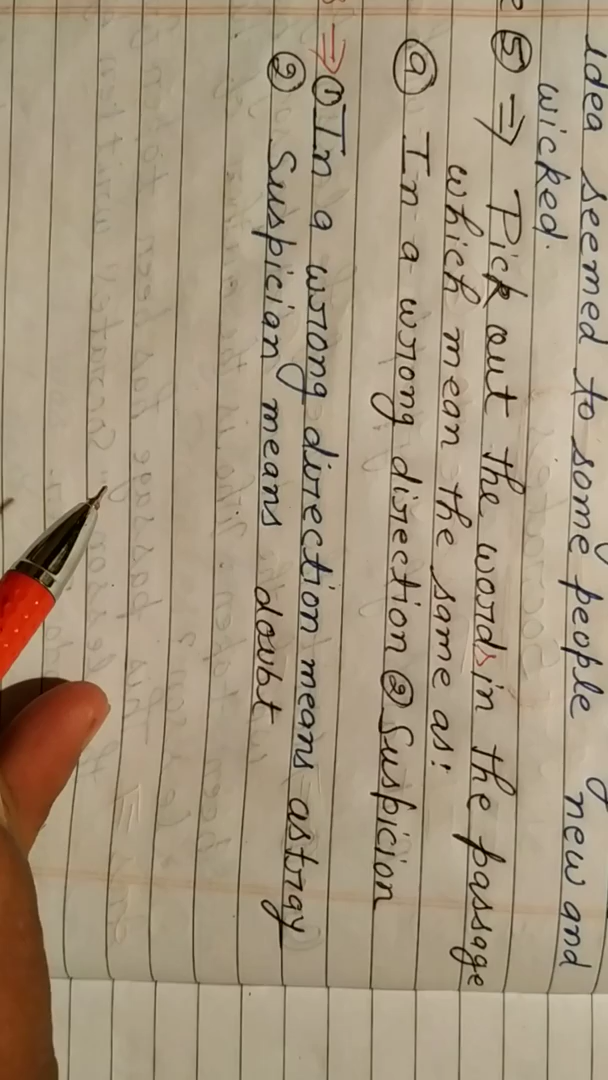 idea seemed to some people new and
wicked.
⑤ ⇒ Pick out the words in the passage
which mean the same as:
ⓐ In a wrong direction ② Suspicion
⇒ ① In a wrong direction means astray
② Suspician means doubt